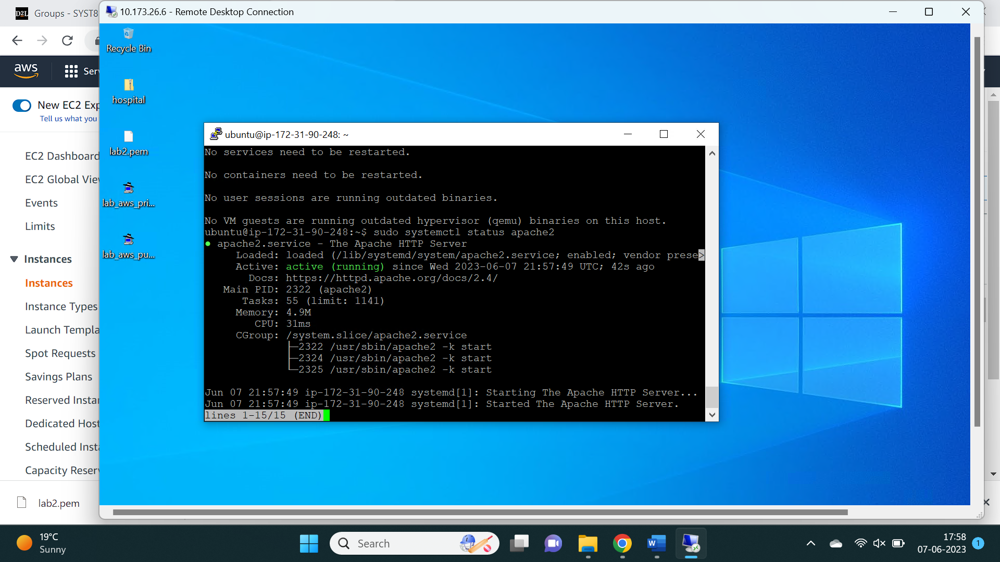 D2L Groups - SYST8
10.173.26.6 - Remote Desktop Connection
aws
Serv
New EC2 Exp
Tell us what you
EC2 Dashboard
EC2 Global Vie
Events
Limits
Instances
Instances
Instance Types
Launch Templa
Spot Requests
Savings Plans
Reserved Insta
Dedicated Host
Scheduled Insta
Capacity Reser
lab2.pem
Recycle Bin
hospital
lab2.pem
lab_aws_pri...
lab_aws_pu...
ubuntu@ip-172-31-90-248: ~
No services need to be restarted.
No containers need to be restarted.
No user sessions are running outdated binaries.
No VM guests are running outdated hypervisor (qemu) binaries on this host.
ubuntu@ip-172-31-90-248:~$ sudo systemctl status apache2
● apache2.service - The Apache HTTP Server
Loaded: loaded (/lib/systemd/system/apache2.service; enabled; vendor prese>
Active: active (running) since Wed 2023-06-07 21:57:49 UTC; 42s ago
Docs: https://httpd.apache.org/docs/2.4/
Main PID: 2322 (apache2)
Tasks: 55 (limit: 1141)
Memory: 4.9M
CPU: 31ms
CGroup: /system.slice/apache2.service
├─2322 /usr/sbin/apache2 -k start
├─2324 /usr/sbin/apache2 -k start
└─2325 /usr/sbin/apache2 -k start
Jun 07 21:57:49 ip-172-31-90-248 systemd[1]: Starting The Apache HTTP Server...
Jun 07 21:57:49 ip-172-31-90-248 systemd[1]: Started The Apache HTTP Server.
lines 1-15/15 (END)
19°C
Sunny
Search
17:58
07-06-2023
1